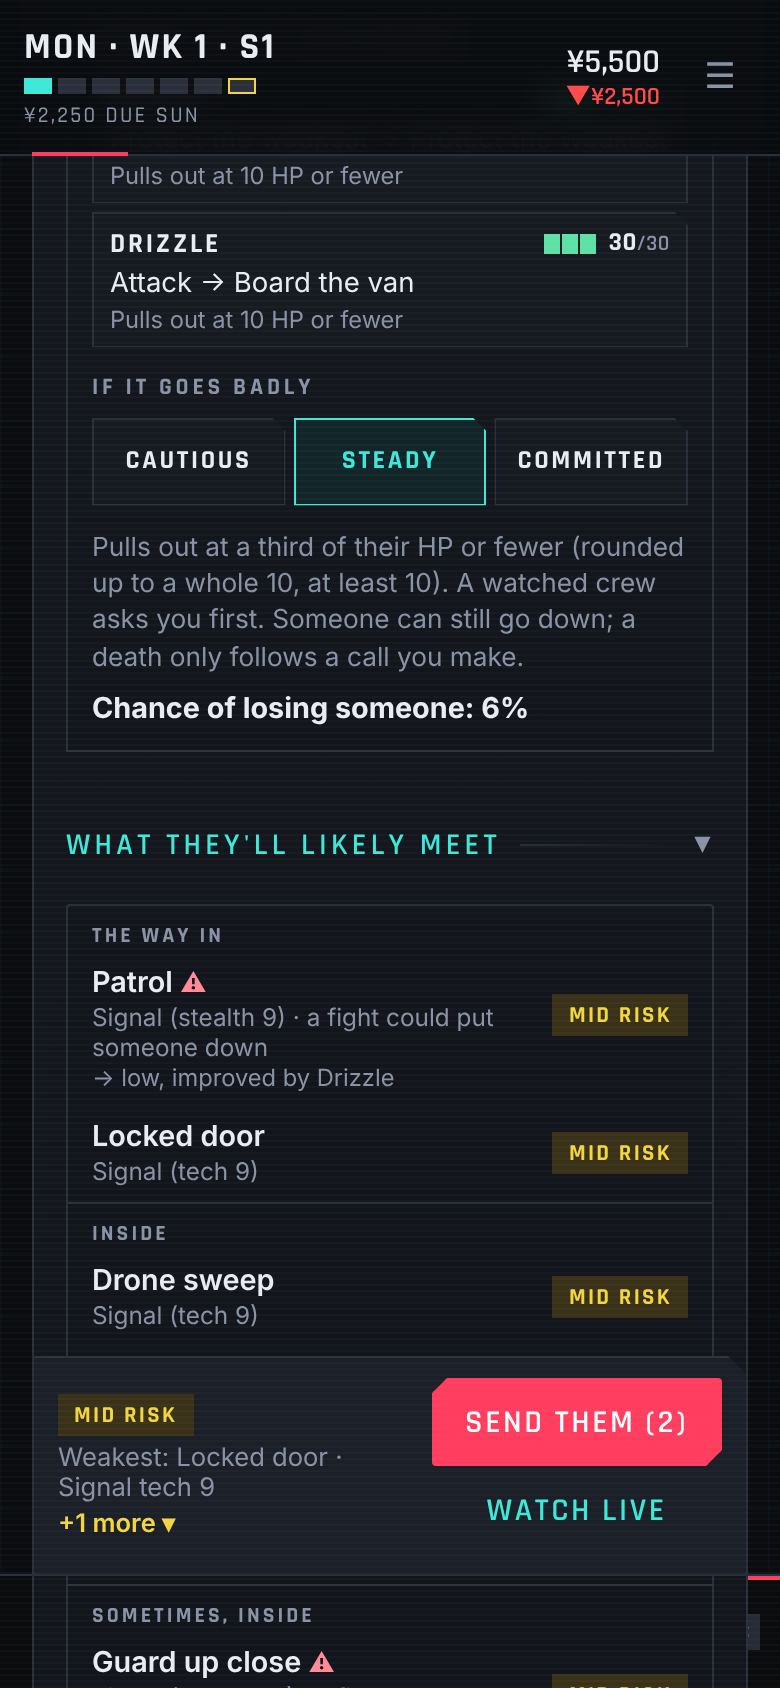 MON · WK 1 · S1
¥5,500
▼¥2,500
¥2,250 DUE SUN
Pulls out at 10 HP or fewer
DRIZZLE
30/30
Attack → Board the van
Pulls out at 10 HP or fewer
IF IT GOES BADLY
CAUTIOUS
STEADY
COMMITTED
Pulls out at a third of their HP or fewer (rounded
up to a whole 10, at least 10). A watched crew
asks you first. Someone can still go down; a
death only follows a call you make.
Chance of losing someone: 6%
WHAT THEY'LL LIKELY MEET
▼
THE WAY IN
Patrol
Signal (stealth 9) · a fight could put
someone down
→ low, improved by Drizzle
MID RISK
Locked door
Signal (tech 9)
MID RISK
INSIDE
Drone sweep
Signal (tech 9)
MID RISK
MID RISK
Weakest: Locked door ·
Signal tech 9
+1 more ▼
SEND THEM (2)
WATCH LIVE
SOMETIMES, INSIDE
Guard up close
MID RISK